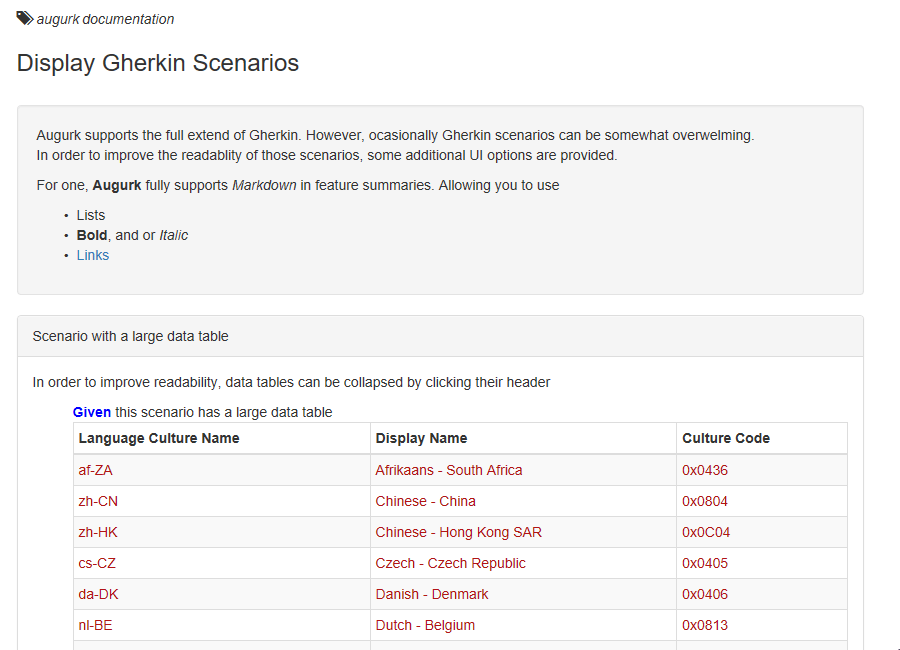 augurk documentation
Display Gherkin Scenarios
Augurk supports the full extend of Gherkin. However, ocasionally Gherkin scenarios can be somewhat overwelming.
In order to improve the readablity of those scenarios, some additional UI options are provided.
For one, Augurk fully supports Markdown in feature summaries. Allowing you to use
• Lists
• Bold, and or Italic
• Links
Scenario with a large data table
In order to improve readability, data tables can be collapsed by clicking their header
Given this scenario has a large data table
Language Culture Name Display Name Culture Code
af-ZA Afrikaans - South Africa 0x0436
zh-CN Chinese - China 0x0804
zh-HK Chinese - Hong Kong SAR 0x0C04
cs-CZ Czech - Czech Republic 0x0405
da-DK Danish - Denmark 0x0406
nl-BE Dutch - Belgium 0x0813